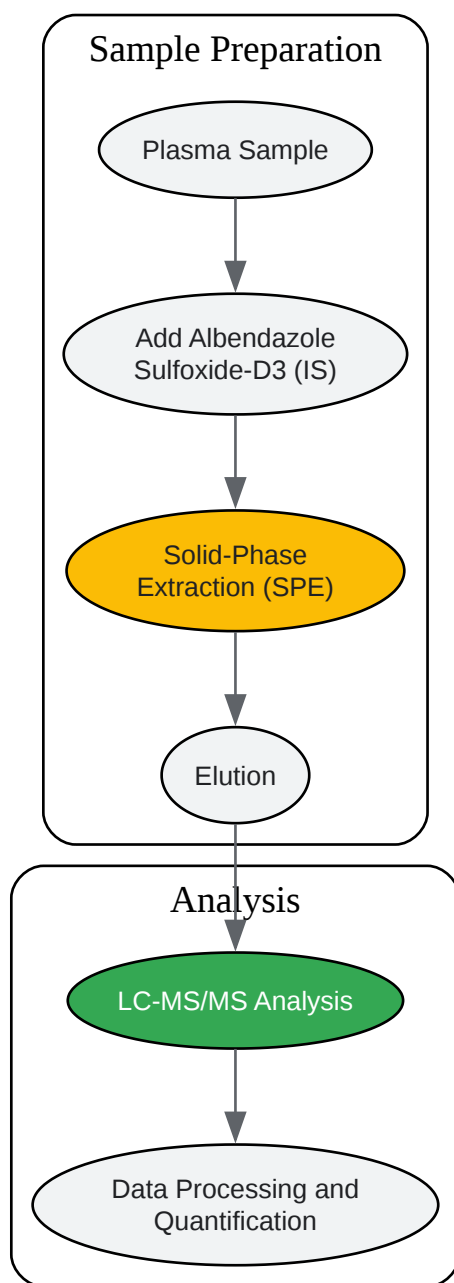 Sample Preparation
Plasma Sample
Add Albendazole
Sulfoxide-D3 (IS)
Solid-Phase
Extraction (SPE)
Elution
Analysis
LC-MS/MS Analysis
Data Processing and
Quantification